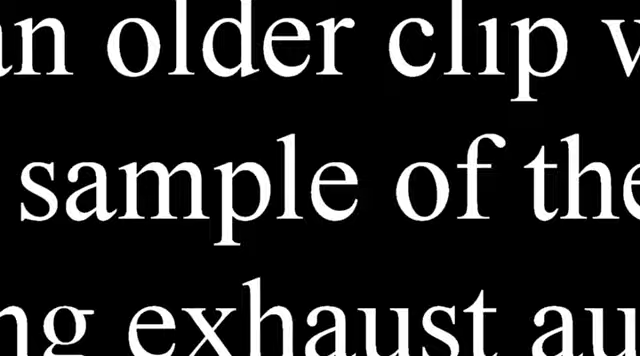 an older clip v
sample of the
ng exhaust au